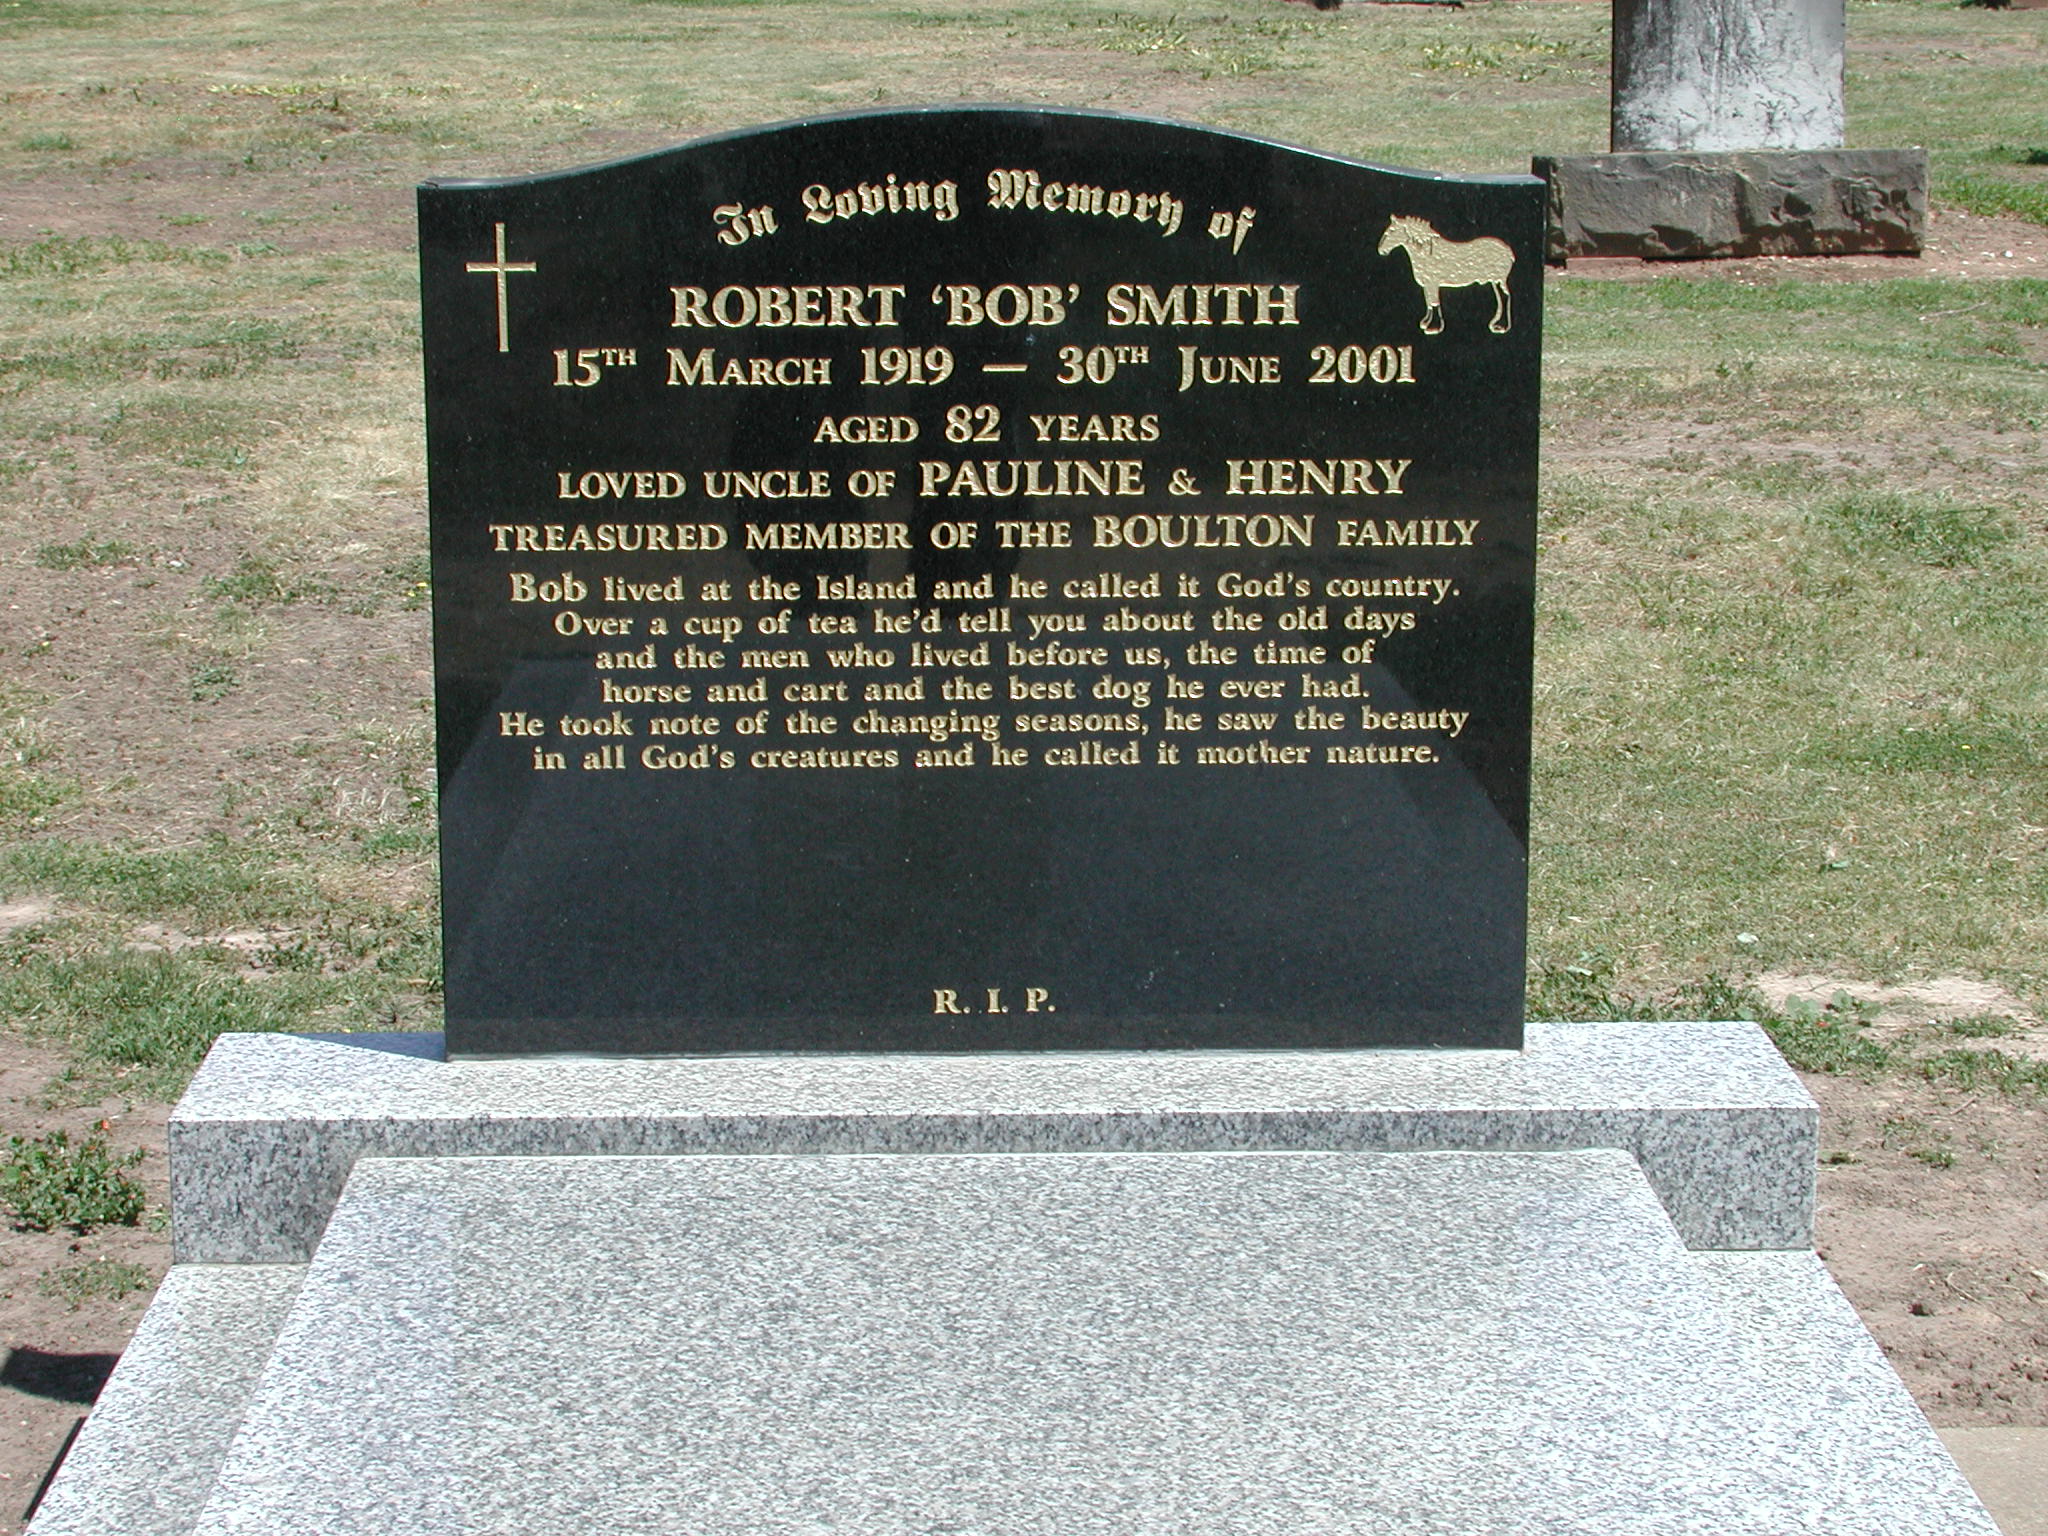 In Loving Memory of
ROBERT ‘BOB’ SMITH
15TH MARCH 1919 — 30TH JUNE 2001
AGED 82 YEARS
LOVED UNCLE OF PAULINE & HENRY
TREASURED MEMBER OF THE BOULTON FAMILY
Bob lived at the Island and he called it God's country.
Over a cup of tea he'd tell you about the old days
and the men who lived before us, the time of
horse and cart and the best dog he ever had.
He took note of the changing seasons, he saw the beauty
in all God's creatures and he called it mother nature.
R. I. P.